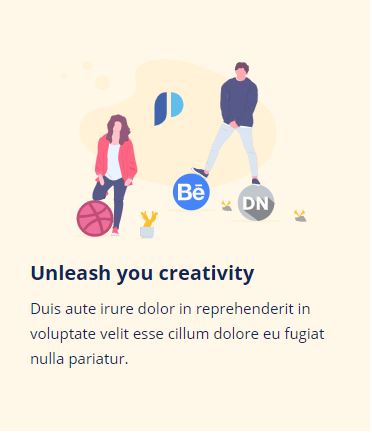 Bē
DN
Unleash you creativity
Duis aute irure dolor in reprehenderit in
voluptate velit esse cillum dolore eu fugiat
nulla pariatur.